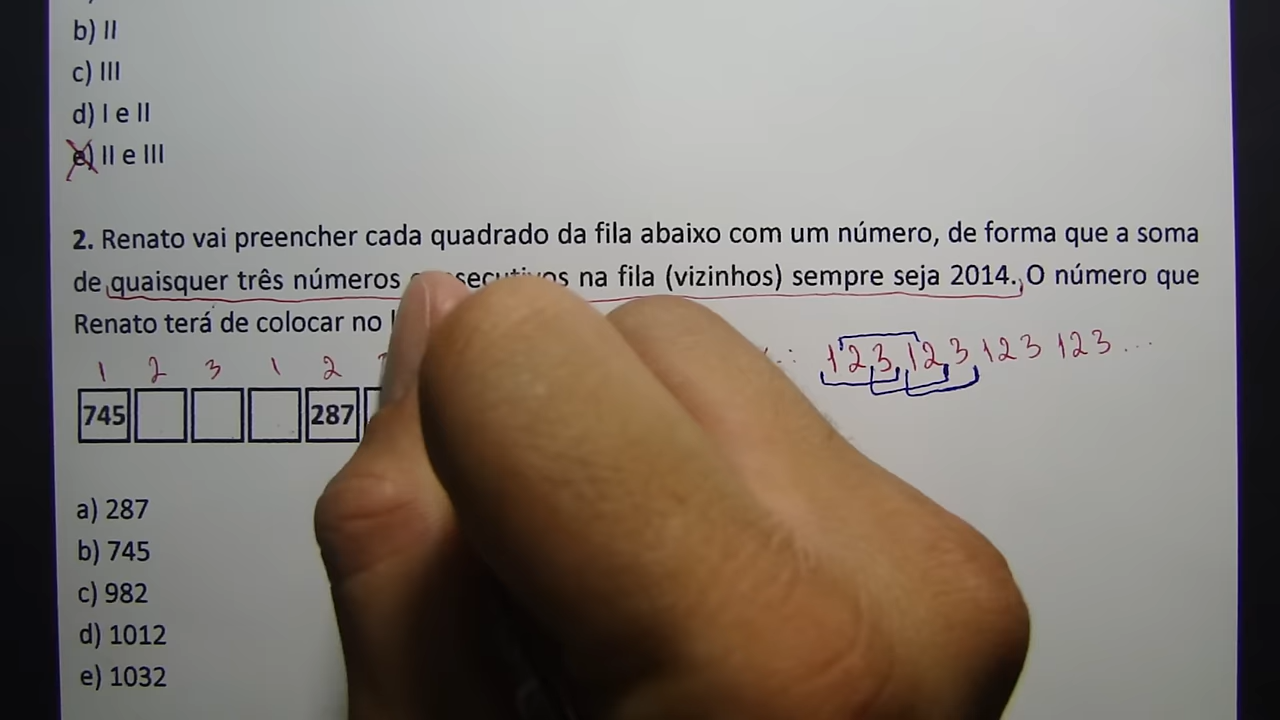 b) II
c) III
d) I e II
e) II e III
2. Renato vai preencher cada quadrado da fila abaixo com um número, de forma que a soma
de quaisquer três números consecutivos na fila (vizinhos) sempre seja 2014. O número que
Renato terá de colocar no
1 2 3 1 2
123 123 123 123 ...
745 287
a) 287
b) 745
c) 982
d) 1012
e) 1032